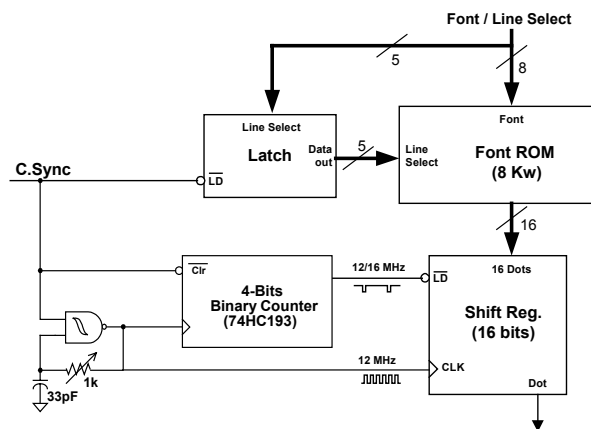 Font / Line Select
5
8
Line Select
Latch
Data
out
5
LD
Font
Line
Select
Font ROM
(8 Kw)
C.Sync
16
Clr
4-Bits
Binary Counter
(74HC193)
12/16 MHz
LD
16 Dots
Shift Reg.
(16 bits)
12 MHz
CLK
1k
33pF
Dot